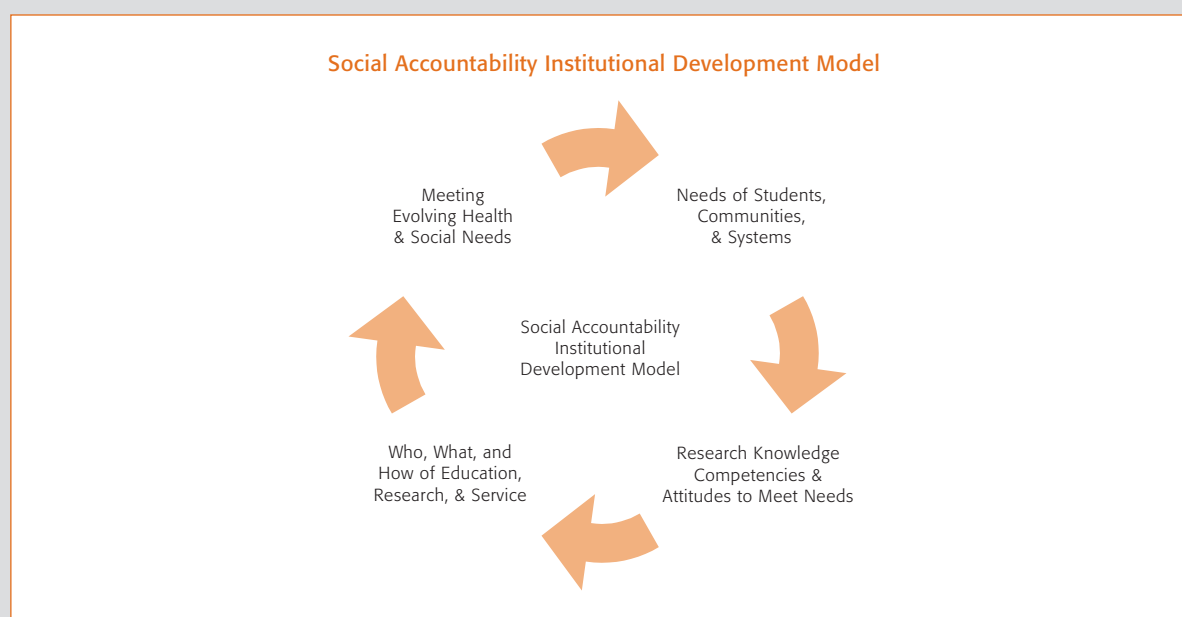 Social Accountability Institutional Development Model
Meeting
Evolving Health
& Social Needs
Needs of Students,
Communities,
& Systems
Social Accountability
Institutional
Development Model
Who, What, and
How of Education,
Research, & Service
Research Knowledge
Competencies &
Attitudes to Meet Needs